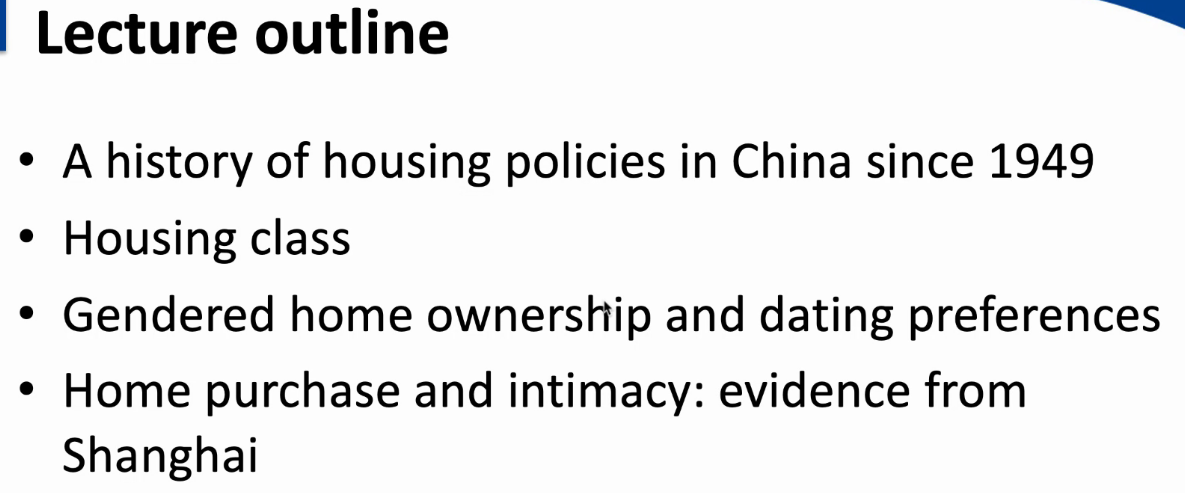 Lecture outline
• A history of housing policies in China since 1949
• Housing class
• Gendered home ownership and dating preferences
• Home purchase and intimacy: evidence from
Shanghai